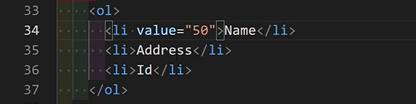 33 <ol>
34 <li value="50">Name</li>
35 <li>Address</li>
36 <li>Id</li>
37 </ol>